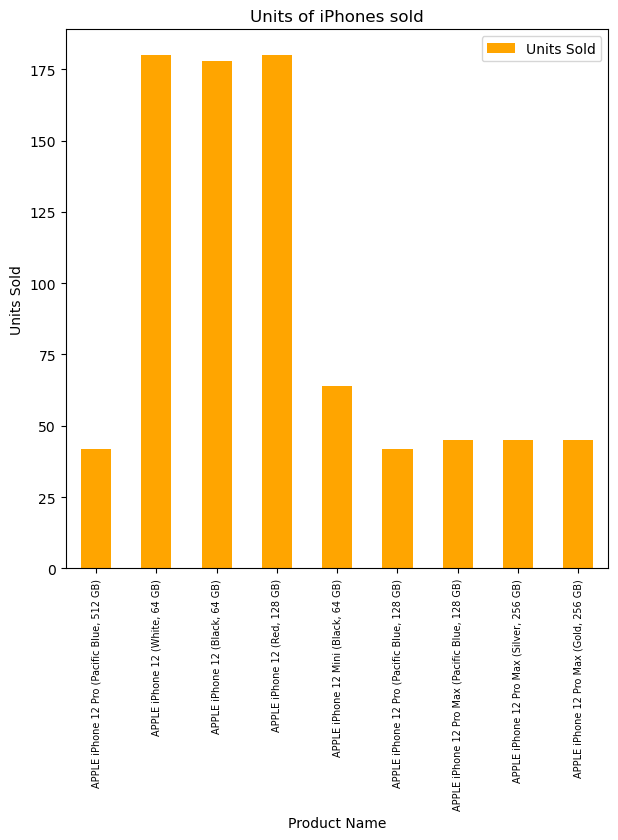 Units of iPhones sold
Units Sold
Units Sold
175
150
125
100
75
50
25
0
APPLE iPhone 12 Pro (Pacific Blue, 512 GB)
APPLE iPhone 12 (White, 64 GB)
APPLE iPhone 12 (Black, 64 GB)
APPLE iPhone 12 (Red, 128 GB)
APPLE iPhone 12 Mini (Black, 64 GB)
APPLE iPhone 12 Pro (Pacific Blue, 128 GB)
APPLE iPhone 12 Pro Max (Pacific Blue, 128 GB)
APPLE iPhone 12 Pro Max (Silver, 256 GB)
APPLE iPhone 12 Pro Max (Gold, 256 GB)
Product Name